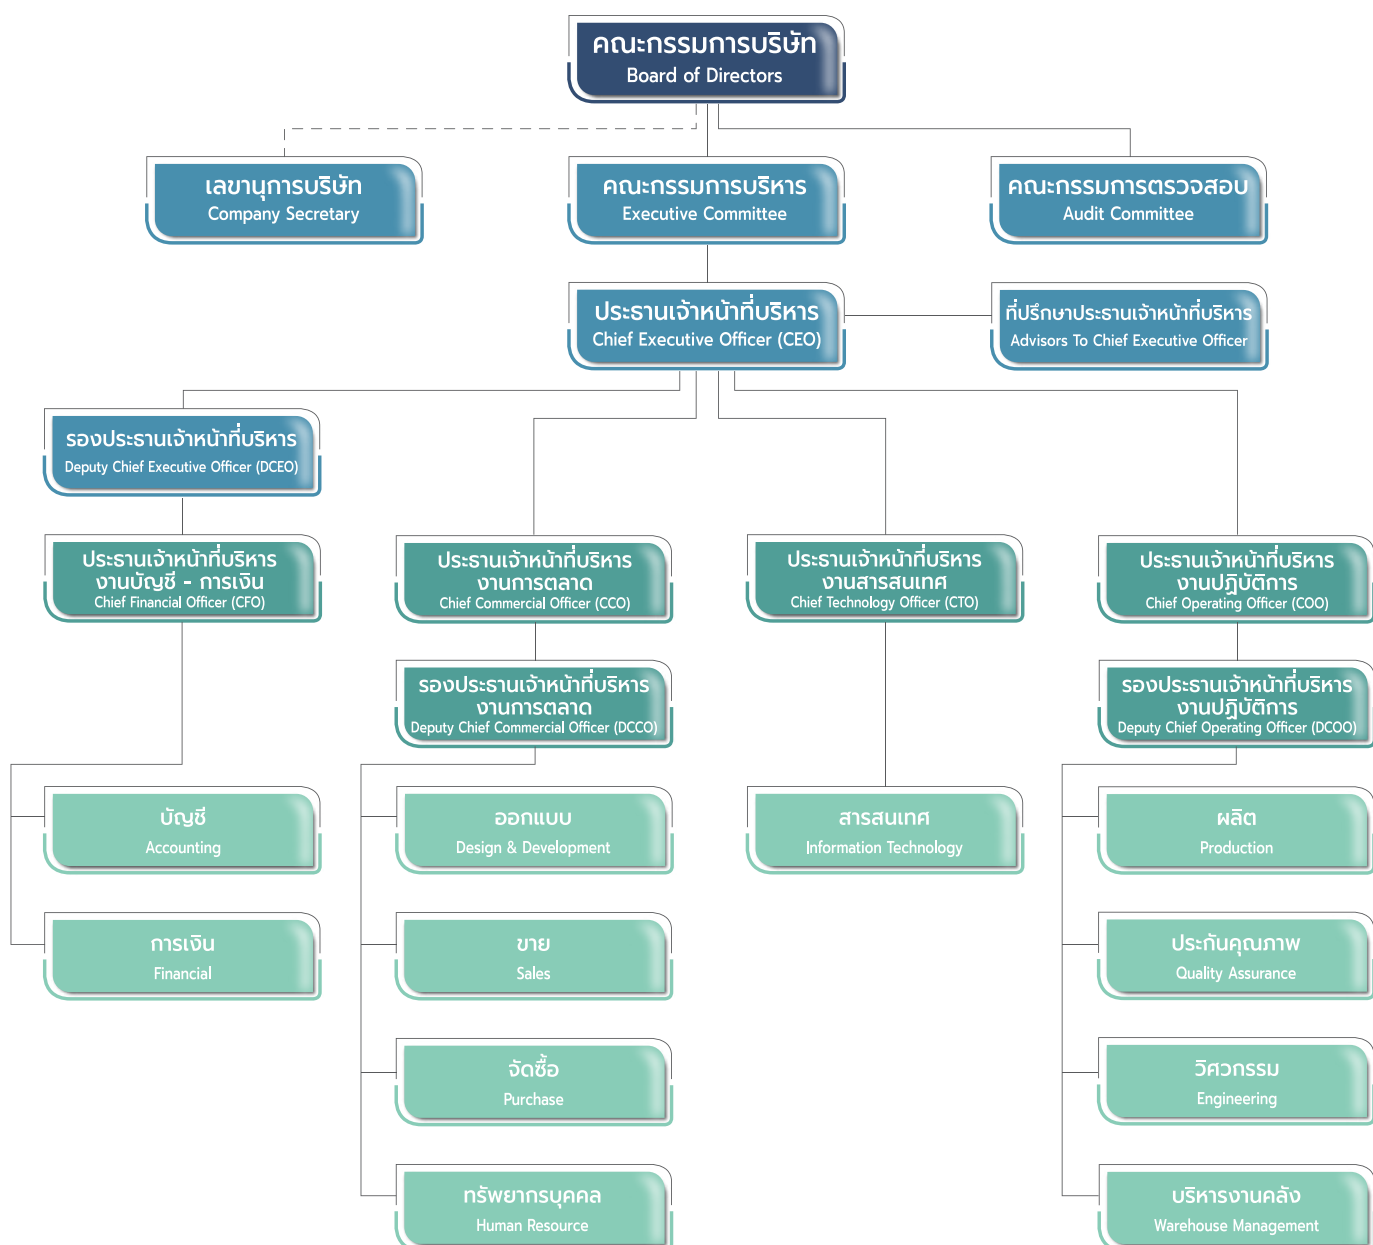 คณะกรรมการบริษัท
Board of Directors
เลขานุการบริษัท
Company Secretary
คณะกรรมการบริหาร
Executive Committee
คณะกรรมการตรวจสอบ
Audit Committee
ประธานเจ้าหน้าที่บริหาร
Chief Executive Officer (CEO)
ที่ปรึกษาประธานเจ้าหน้าที่บริหาร
Advisors To Chief Executive Officer
รองประธานเจ้าหน้าที่บริหาร
Deputy Chief Executive Officer (DCEO)
ประธานเจ้าหน้าที่บริหาร
งานบัญชี - การเงิน
Chief Financial Officer (CFO)
ประธานเจ้าหน้าที่บริหาร
งานการตลาด
Chief Commercial Officer (CCO)
ประธานเจ้าหน้าที่บริหาร
งานสารสนเทศ
Chief Technology Officer (CTO)
ประธานเจ้าหน้าที่บริหาร
งานปฏิบัติการ
Chief Operating Officer (COO)
รองประธานเจ้าหน้าที่บริหาร
งานการตลาด
Deputy Chief Commercial Officer (DCCO)
รองประธานเจ้าหน้าที่บริหาร
งานปฏิบัติการ
Deputy Chief Operating Officer (DCOO)
บัญชี
Accounting
ออกแบบ
Design & Development
สารสนเทศ
Information Technology
ผลิต
Production
การเงิน
Financial
ขาย
Sales
ประกันคุณภาพ
Quality Assurance
จัดซื้อ
Purchase
วิศวกรรม
Engineering
ทรัพยากรบุคคล
Human Resource
บริหารงานคลัง
Warehouse Management